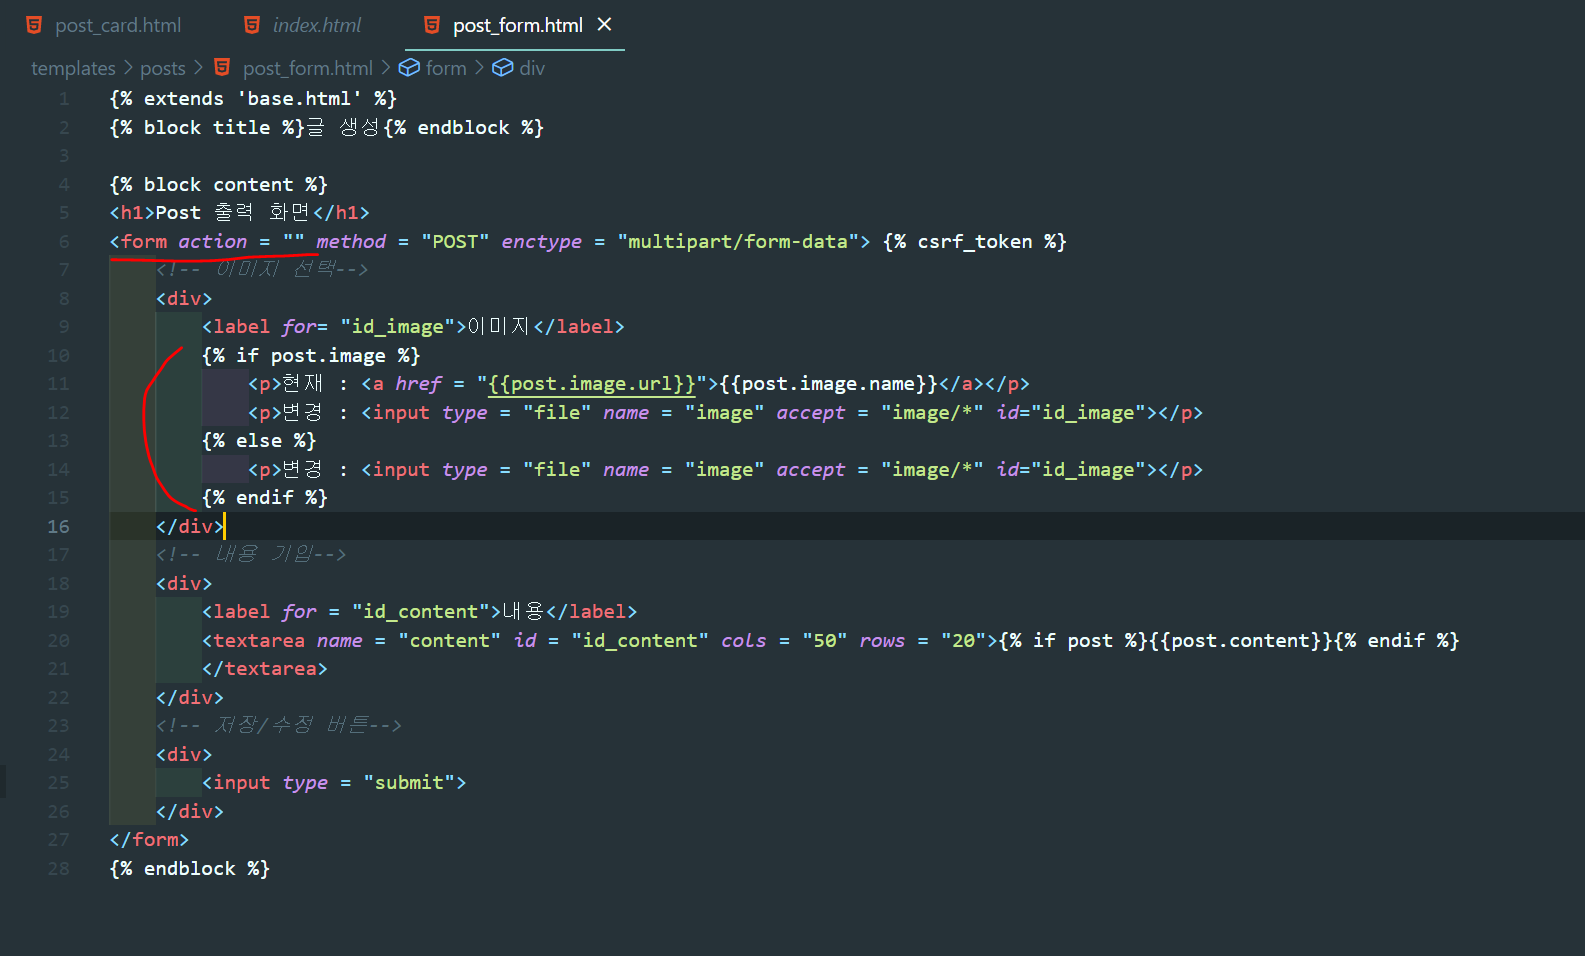 post_card.html index.html post_form.html ×
templates > posts > post_form.html > form > div
1 {% extends 'base.html' %}
2 {% block title %}글 생성{% endblock %}
3
4 {% block content %}
5 <h1>Post 출력 화면</h1>
6 <form action = "" method = "POST" enctype = "multipart/form-data"> {% csrf_token %}
7 <!-- 이미지 선택-->
8 <div>
9 <label for= "id_image">이미지</label>
10 {% if post.image %}
11 <p>현재 : <a href = "{{post.image.url}}">{{post.image.name}}</a></p>
12 <p>변경 : <input type = "file" name = "image" accept = "image/*" id="id_image"></p>
13 {% else %}
14 <p>변경 : <input type = "file" name = "image" accept = "image/*" id="id_image"></p>
15 {% endif %}
16 </div>
17 <!-- 내용 기입-->
18 <div>
19 <label for = "id_content">내용</label>
20 <textarea name = "content" id = "id_content" cols = "50" rows = "20">{% if post %}{{post.content}}{% endif %}
21 </textarea>
22 </div>
23 <!-- 저장/수정 버튼-->
24 <div>
25 <input type = "submit">
26 </div>
27 </form>
28 {% endblock %}